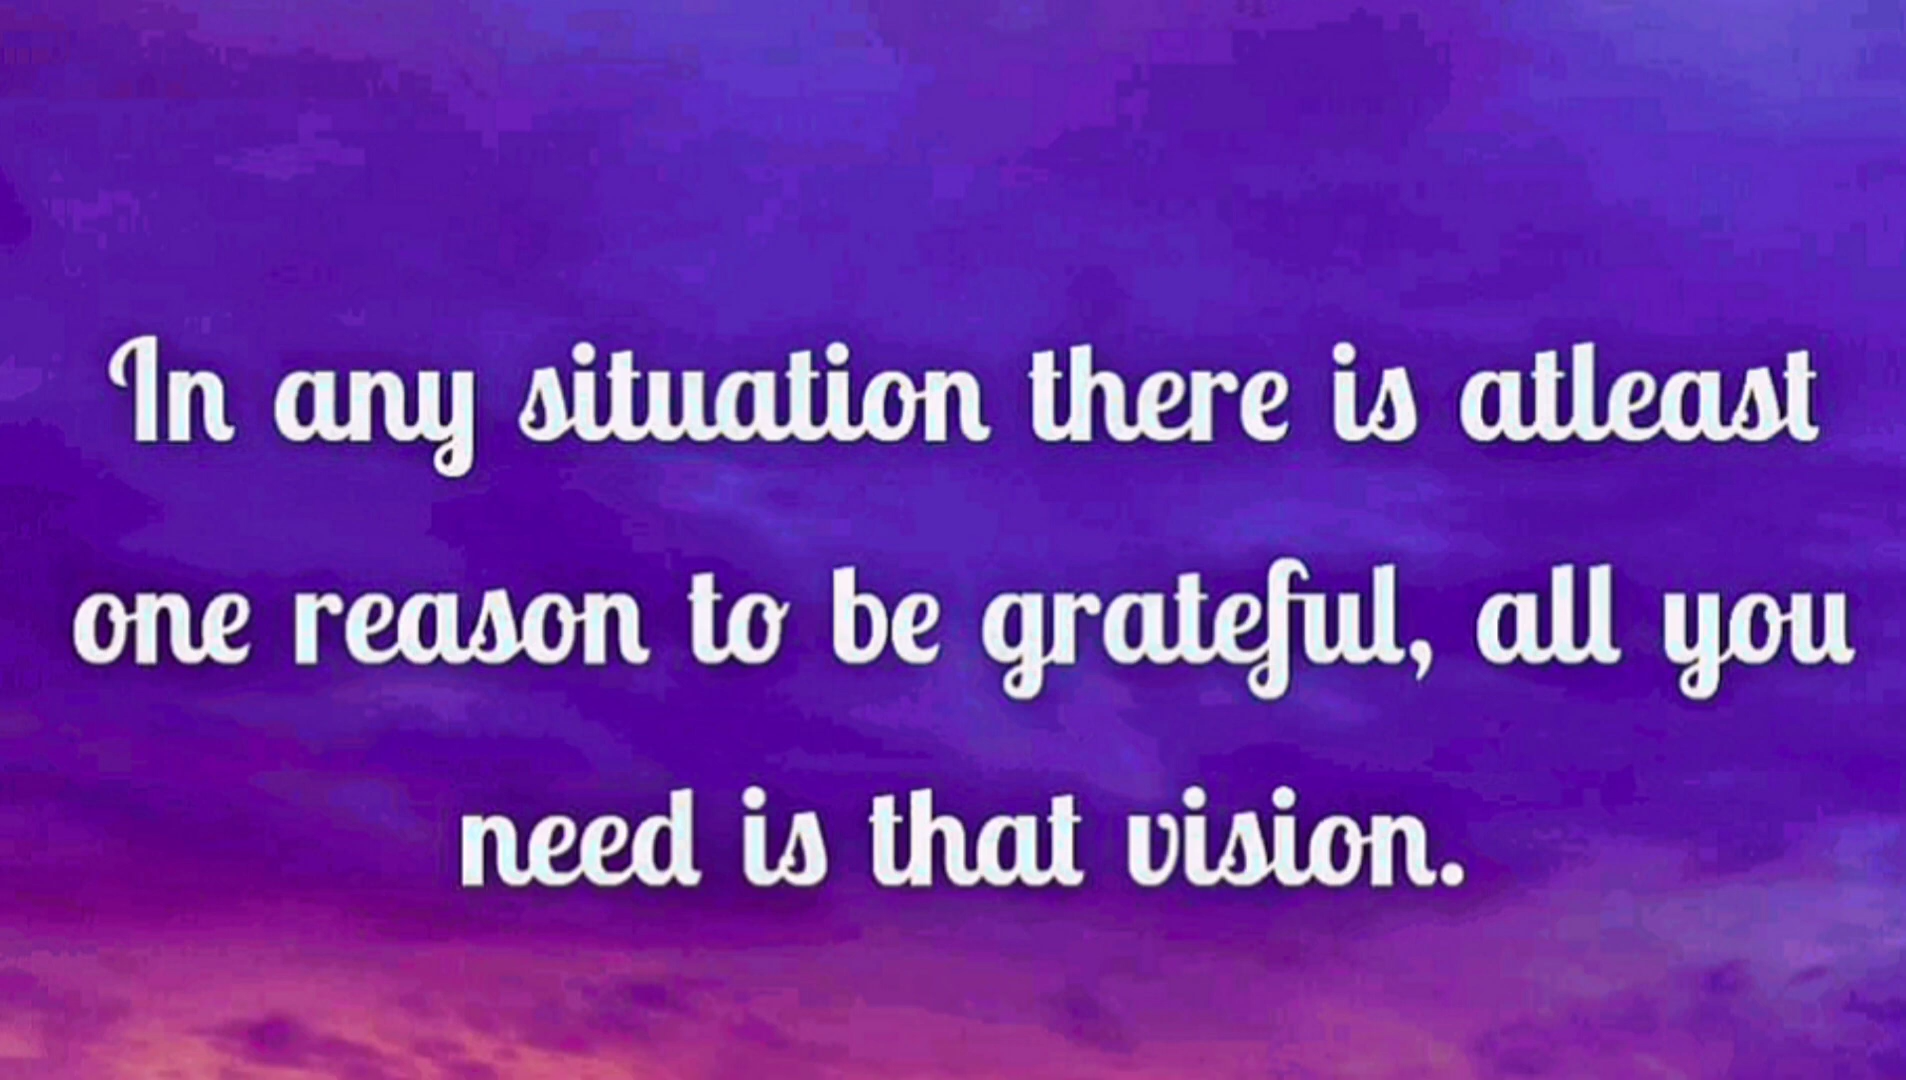 In any situation there is atleast
one reason to be grateful, all you
need is that vision.